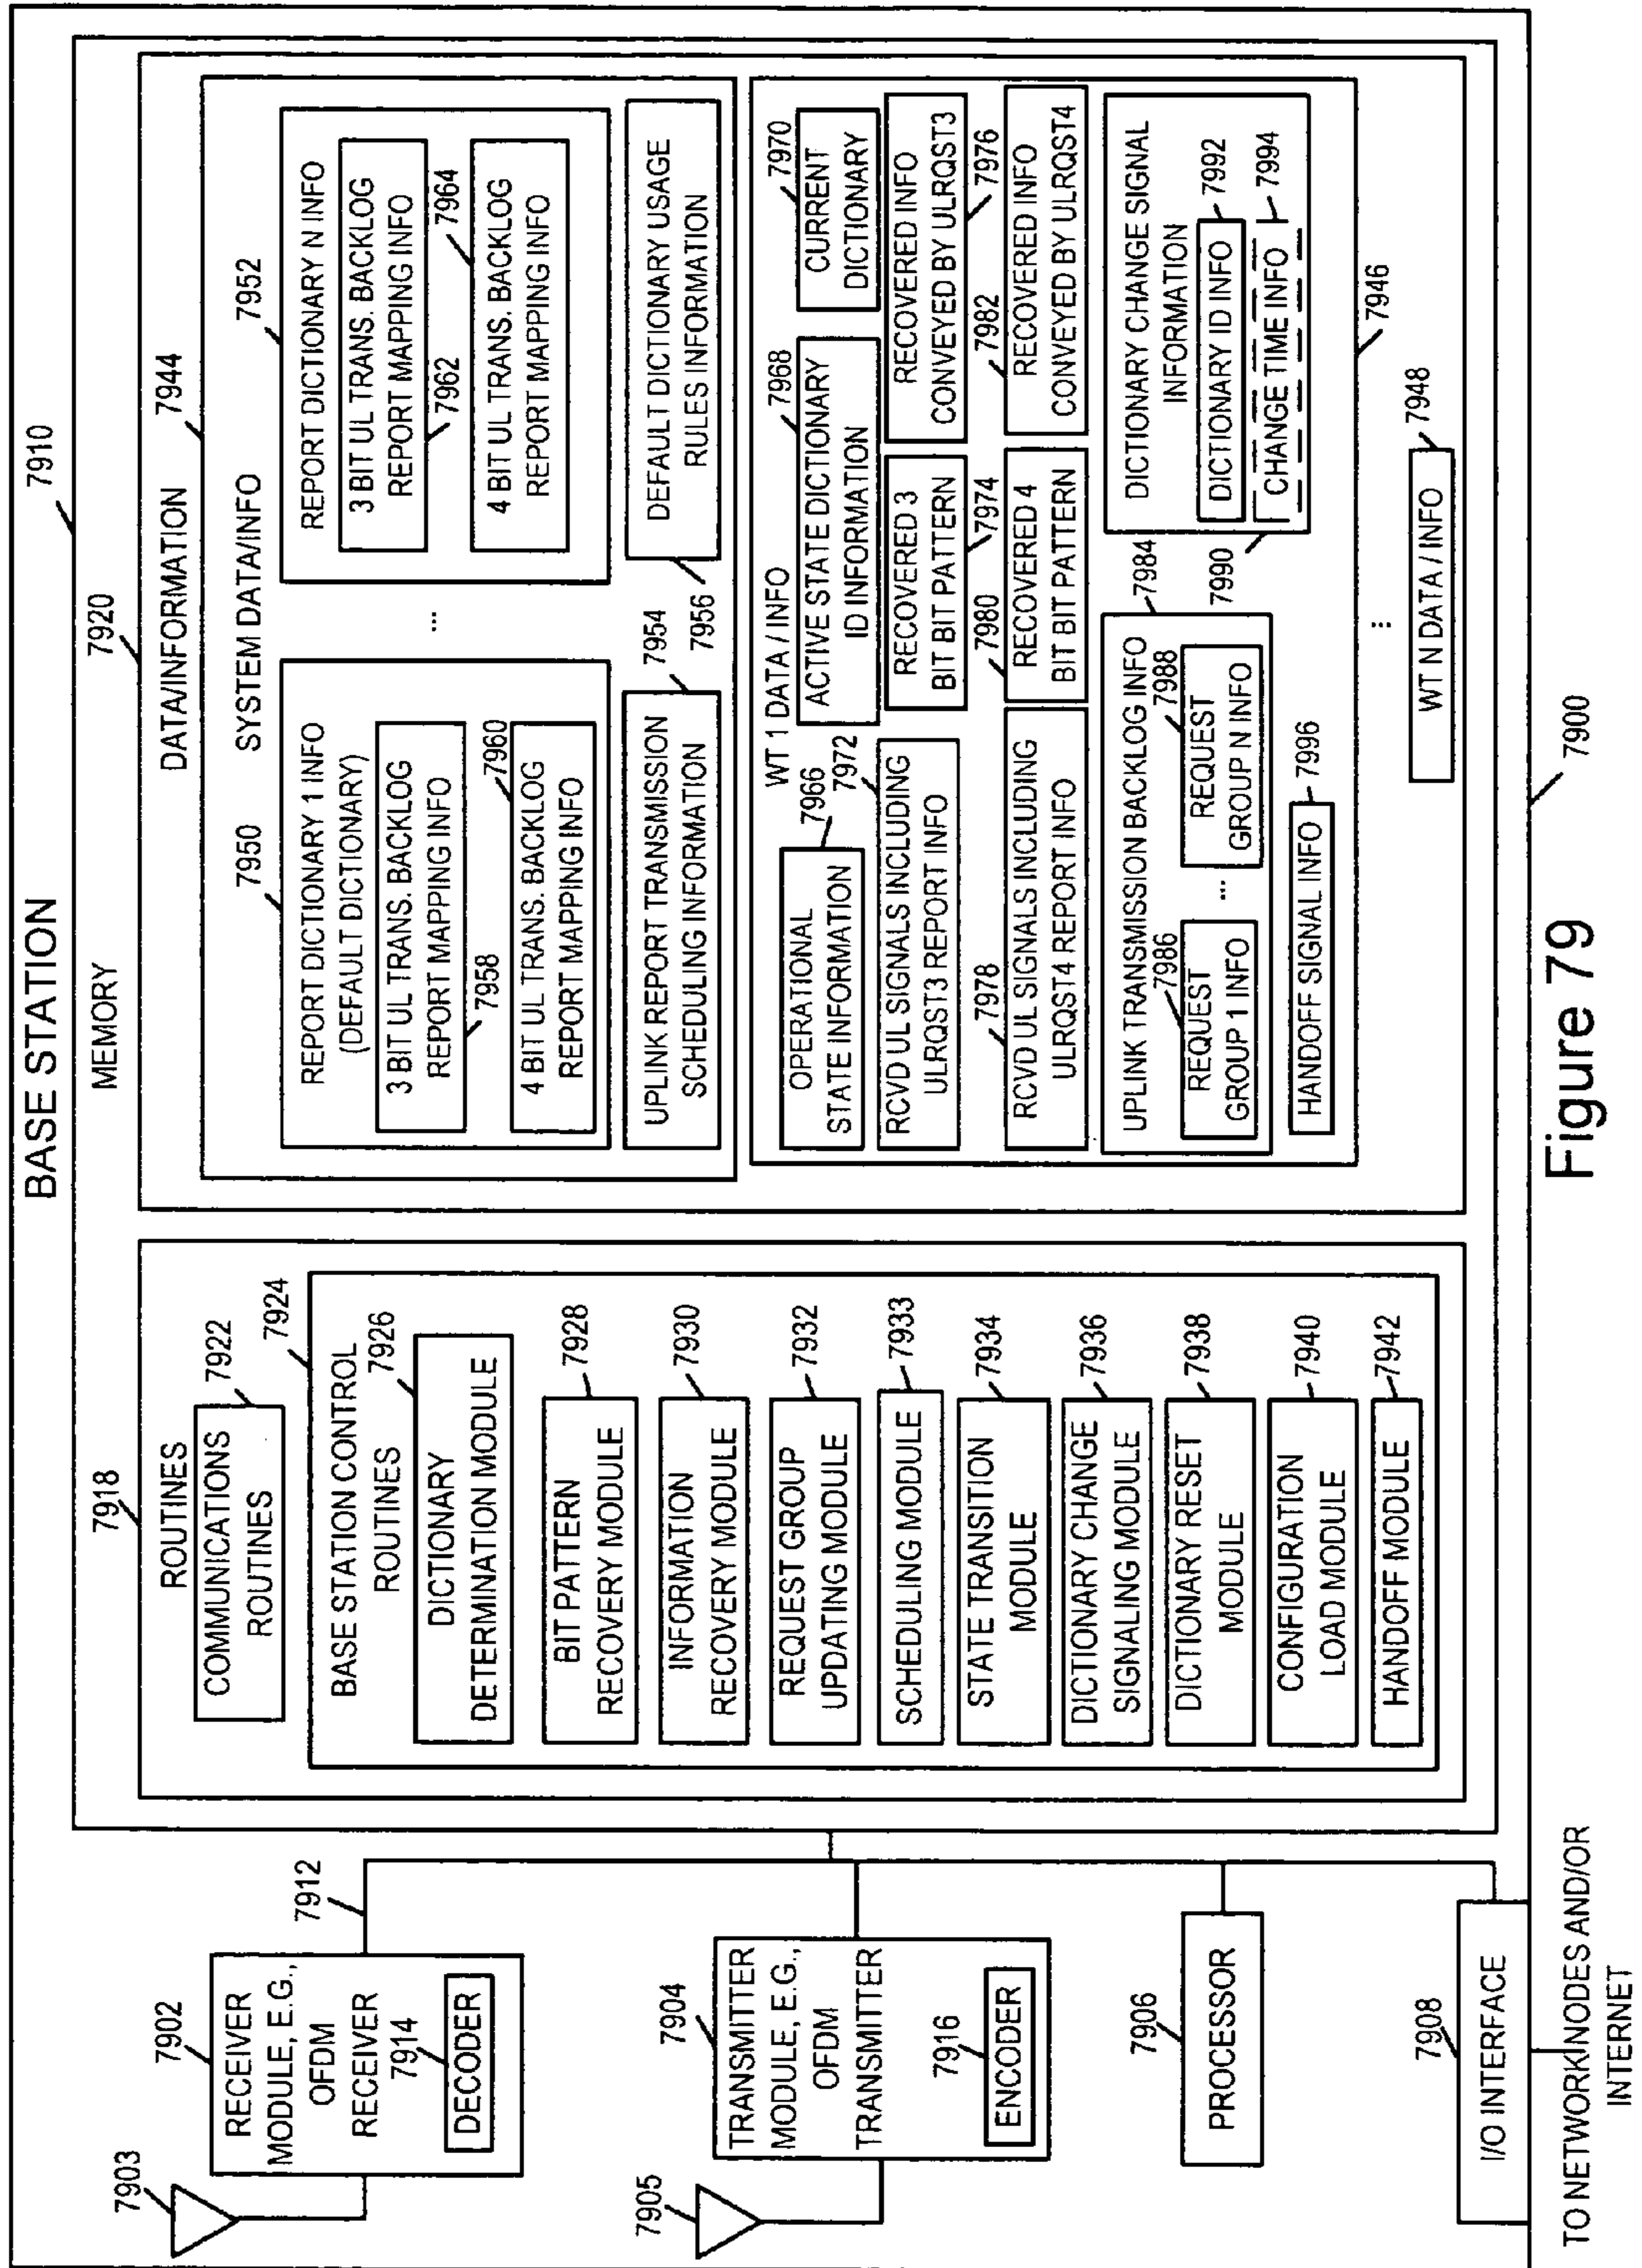 BASE STATION
7910
7903
7902
RECEIVER
MODULE, E.G.,
OFDM
RECEIVER
7914
DECODER
7912
7905
7904
TRANSMITTER
MODULE, E.G.,
OFDM
TRANSMITTER
7916
ENCODER
7906
PROCESSOR
7908
I/O INTERFACE
TO NETWORK NODES AND/OR
INTERNET
MEMORY
7920
7918
ROUTINES
7922
COMMUNICATIONS
ROUTINES
7924
BASE STATION CONTROL
ROUTINES
7926
DICTIONARY
DETERMINATION MODULE
7928
BIT PATTERN
RECOVERY MODULE
7930
INFORMATION
RECOVERY MODULE
7932
REQUEST GROUP
UPDATING MODULE
7933
SCHEDULING MODULE
7934
STATE TRANSITION
MODULE
7936
DICTIONARY CHANGE
SIGNALING MODULE
7938
DICTIONARY RESET
MODULE
7940
CONFIGURATION
LOAD MODULE
7942
HANDOFF MODULE
DATA/INFORMATION
7944
SYSTEM DATA/INFO
7950
REPORT DICTIONARY 1 INFO
(DEFAULT DICTIONARY)
3 BIT UL TRANS. BACKLOG
REPORT MAPPING INFO
7958
7960
4 BIT UL TRANS. BACKLOG
REPORT MAPPING INFO
...
7952
REPORT DICTIONARY N INFO
3 BIT UL TRANS. BACKLOG
REPORT MAPPING INFO
7962
7964
4 BIT UL TRANS. BACKLOG
REPORT MAPPING INFO
7954
UPLINK REPORT TRANSMISSION
SCHEDULING INFORMATION
7956
DEFAULT DICTIONARY USAGE
RULES INFORMATION
WT 1 DATA / INFO
7966
OPERATIONAL
STATE INFORMATION
7968
ACTIVE STATE DICTIONARY
ID INFORMATION
7970
CURRENT
DICTIONARY
7972
RCVD UL SIGNALS INCLUDING
ULRQST3 REPORT INFO
RECOVERED 3
BIT BIT PATTERN
7974
RECOVERED INFO
CONVEYED BY ULRQST3
7976
7978
RCVD UL SIGNALS INCLUDING
ULRQST4 REPORT INFO
7980
RECOVERED 4
BIT BIT PATTERN
7982
RECOVERED INFO
CONVEYED BY ULRQST4
7984
UPLINK TRANSMISSION BACKLOG INFO
7986
REQUEST
GROUP 1 INFO
...
7988
REQUEST
GROUP N INFO
7990
DICTIONARY CHANGE SIGNAL
INFORMATION
7992
DICTIONARY ID INFO
7994
CHANGE TIME INFO
HANDOFF SIGNAL INFO
7996
7946
...
7948
WT N DATA / INFO
7900
Figure 79